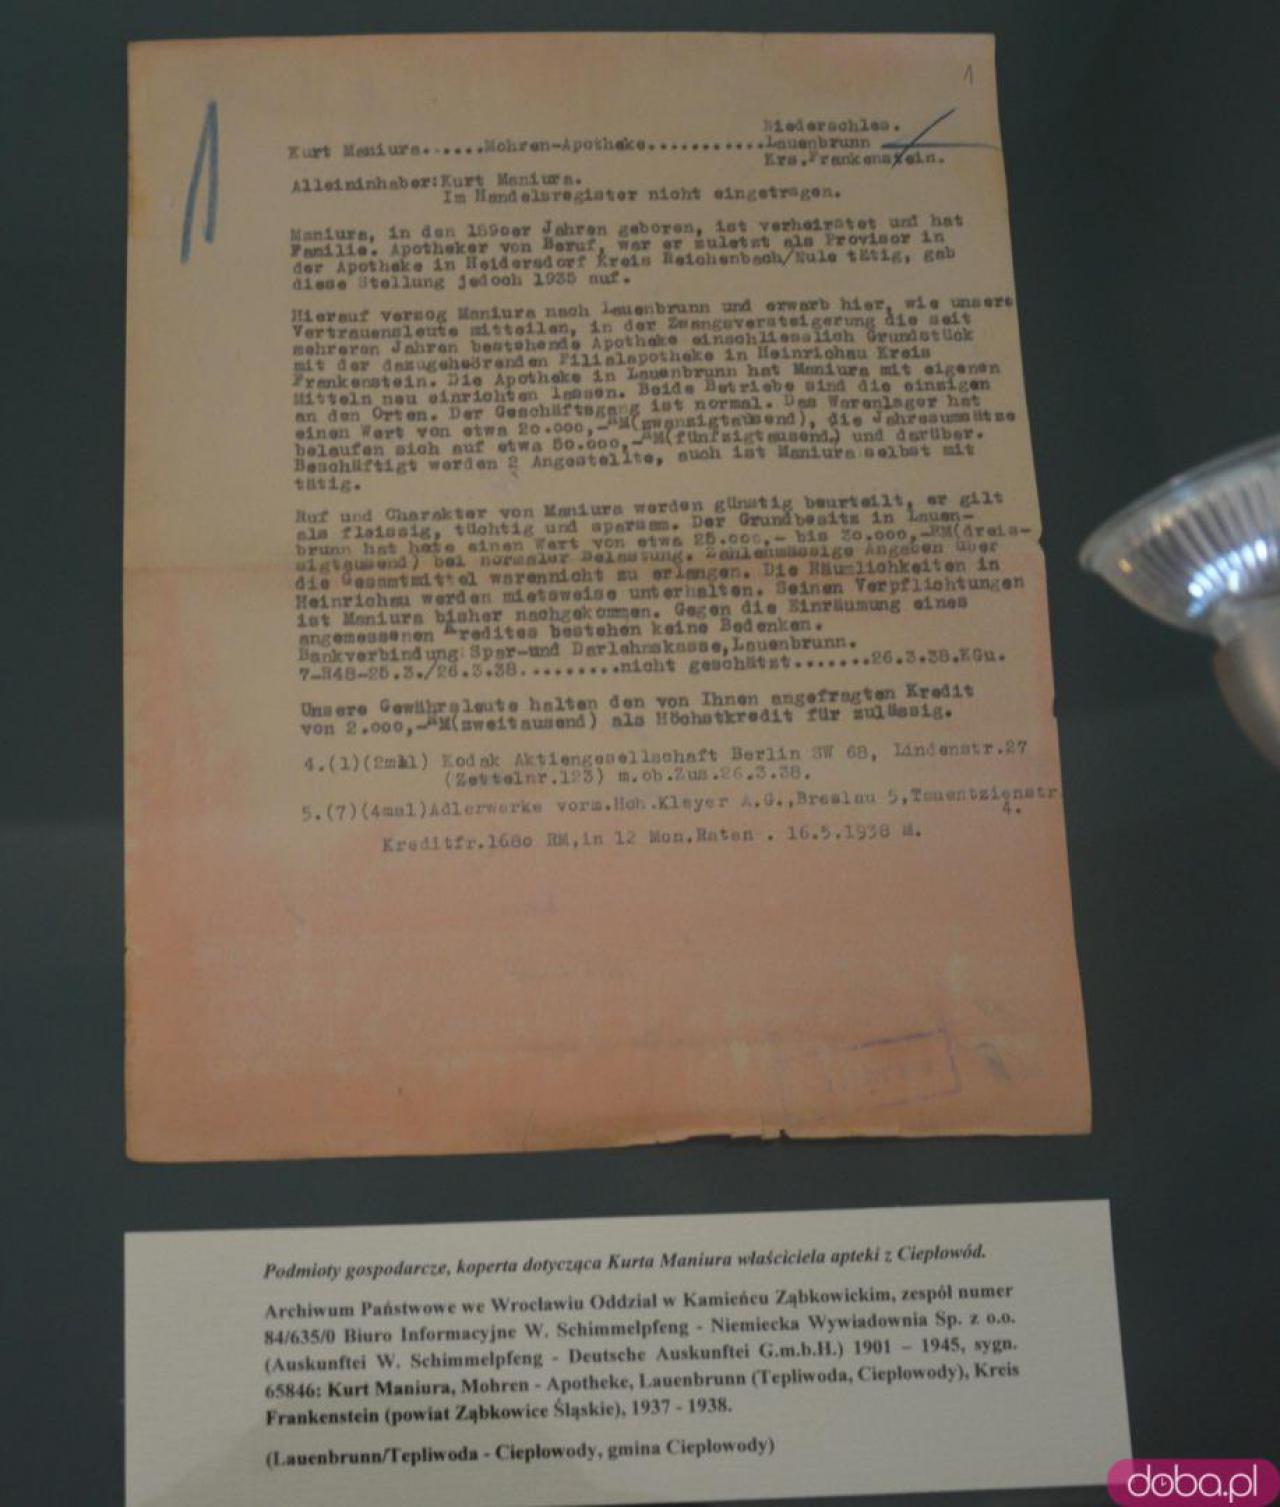 1
Niederschles.
Kurt Maniura......Mohren-Apotheke...........Lauenbrunn
Krs.Frankenstein.
Alleininhaber:Kurt Maniura.
Im Handelsregister nicht eingetragen.
Maniura, in den 1890er Jahren geboren, ist verheiratet und hat
Familie. Apotheker von Beruf, war er zuletzt als Provisor in
der Apotheke in Heidersdorf Kreis Reichenbach/Eule tätig, gab
diese Stellung jedoch 1935 auf.
Hierauf verzog Maniura nach Lauenbrunn und erwarb hier, wie unsere
Vertrauensleute mitteilen, in der Zwangsversteigerung die seit
mehreren Jahren bestehende Apotheke einschliesslich Grundstück
mit der dazugehörenden Filialapotheke in Heinrichau Kreis
Frankenstein. Die Apotheke in Lauenbrunn hat Maniura mit eigenen
Mitteln neu einrichten lassen. Beide Betriebe sind die einzigen
an den Orten. Der Geschäftsgang ist normal. Das Warenlager hat
einen Wert von etwa 20.000,-RM(zwanzigtausend), die Jahresumsätze
belaufen sich auf etwa 50.000,-RM(fünfzigtausend) und darüber.
Beschäftigt werden 2 Angestellte, auch ist Maniura selbst mit
tätig.
Ruf und Charakter von Maniura werden günstig beurteilt, er gilt
als fleissig, tüchtig und sparsam. Der Grundbesitz in Lauen-
brunn hat einen Wert von etwa 25.000,- bis 30.000,-RM(dreis-
sigtausend) bei normaler Belastung. Zahlenmässige Angaben über
die Gesamtmittel warennicht zu erlangen. Die Räumlichkeiten in
Heinrichau werden mietsweise unterhalten. Seinen Verpflichtungen
ist Maniura bisher nachgekommen. Gegen die Einräumung eines
angemessenen Kredites bestehen keine Bedenken.
Bankverbindung: Spar-und Darlehnskasse,Lauenbrunn.
7-H48-25.3./26.3.38.........nicht geschätzt.......26.3.38.KGu.
Unsere Gewährsleute halten den von Ihnen angefragten Kredit
von 2.000,-RM(zweitausend) als Höchstkredit für zulässig.
4.(1)(2mal) Kodak Aktiengesellschaft Berlin SW 68, Lindenstr.27
(Zettelnr.123) m.ob.Zus.26.3.38.
5.(7)(4mal)Adlerwerke vorm.Hch.Kleyer A.G.,Breslau 5,Tauentzienstr
4.
Kreditfr.1680 RM,in 12 Mon.Raten . 16.5.1938 M.
Podmioty gospodarcze, koperta dotycząca Kurta Maniura właściciela apteki z Ciepłowód.
Archiwum Państwowe we Wrocławiu Oddział w Kamieńcu Ząbkowickim, zespół numer
84/635/0 Biuro Informacyjne W. Schimmelpfeng - Niemiecka Wywiadownia Sp. z o.o.
(Auskunftei W. Schimmelpfeng - Deutsche Auskunftei G.m.b.H.) 1901 – 1945, sygn.
65846: Kurt Maniura, Mohren - Apotheke, Lauenbrunn (Tepliwoda, Ciepłowody), Kreis
Frankenstein (powiat Ząbkowice Śląskie), 1937 - 1938.
(Lauenbrunn/Tepliwoda - Ciepłowody, gmina Ciepłowody)
doba.pl